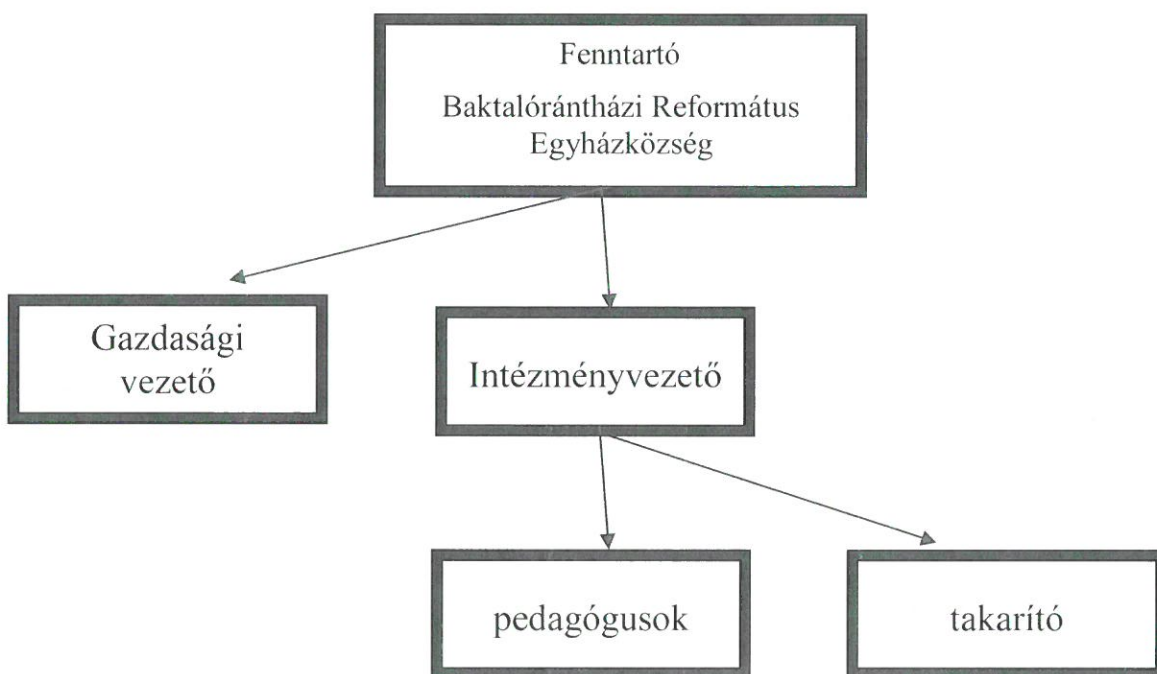 Fenntartó
Baktalórántházi Református
Egyházközség
Gazdasági
vezető
Intézményvezető
pedagógusok
takarító